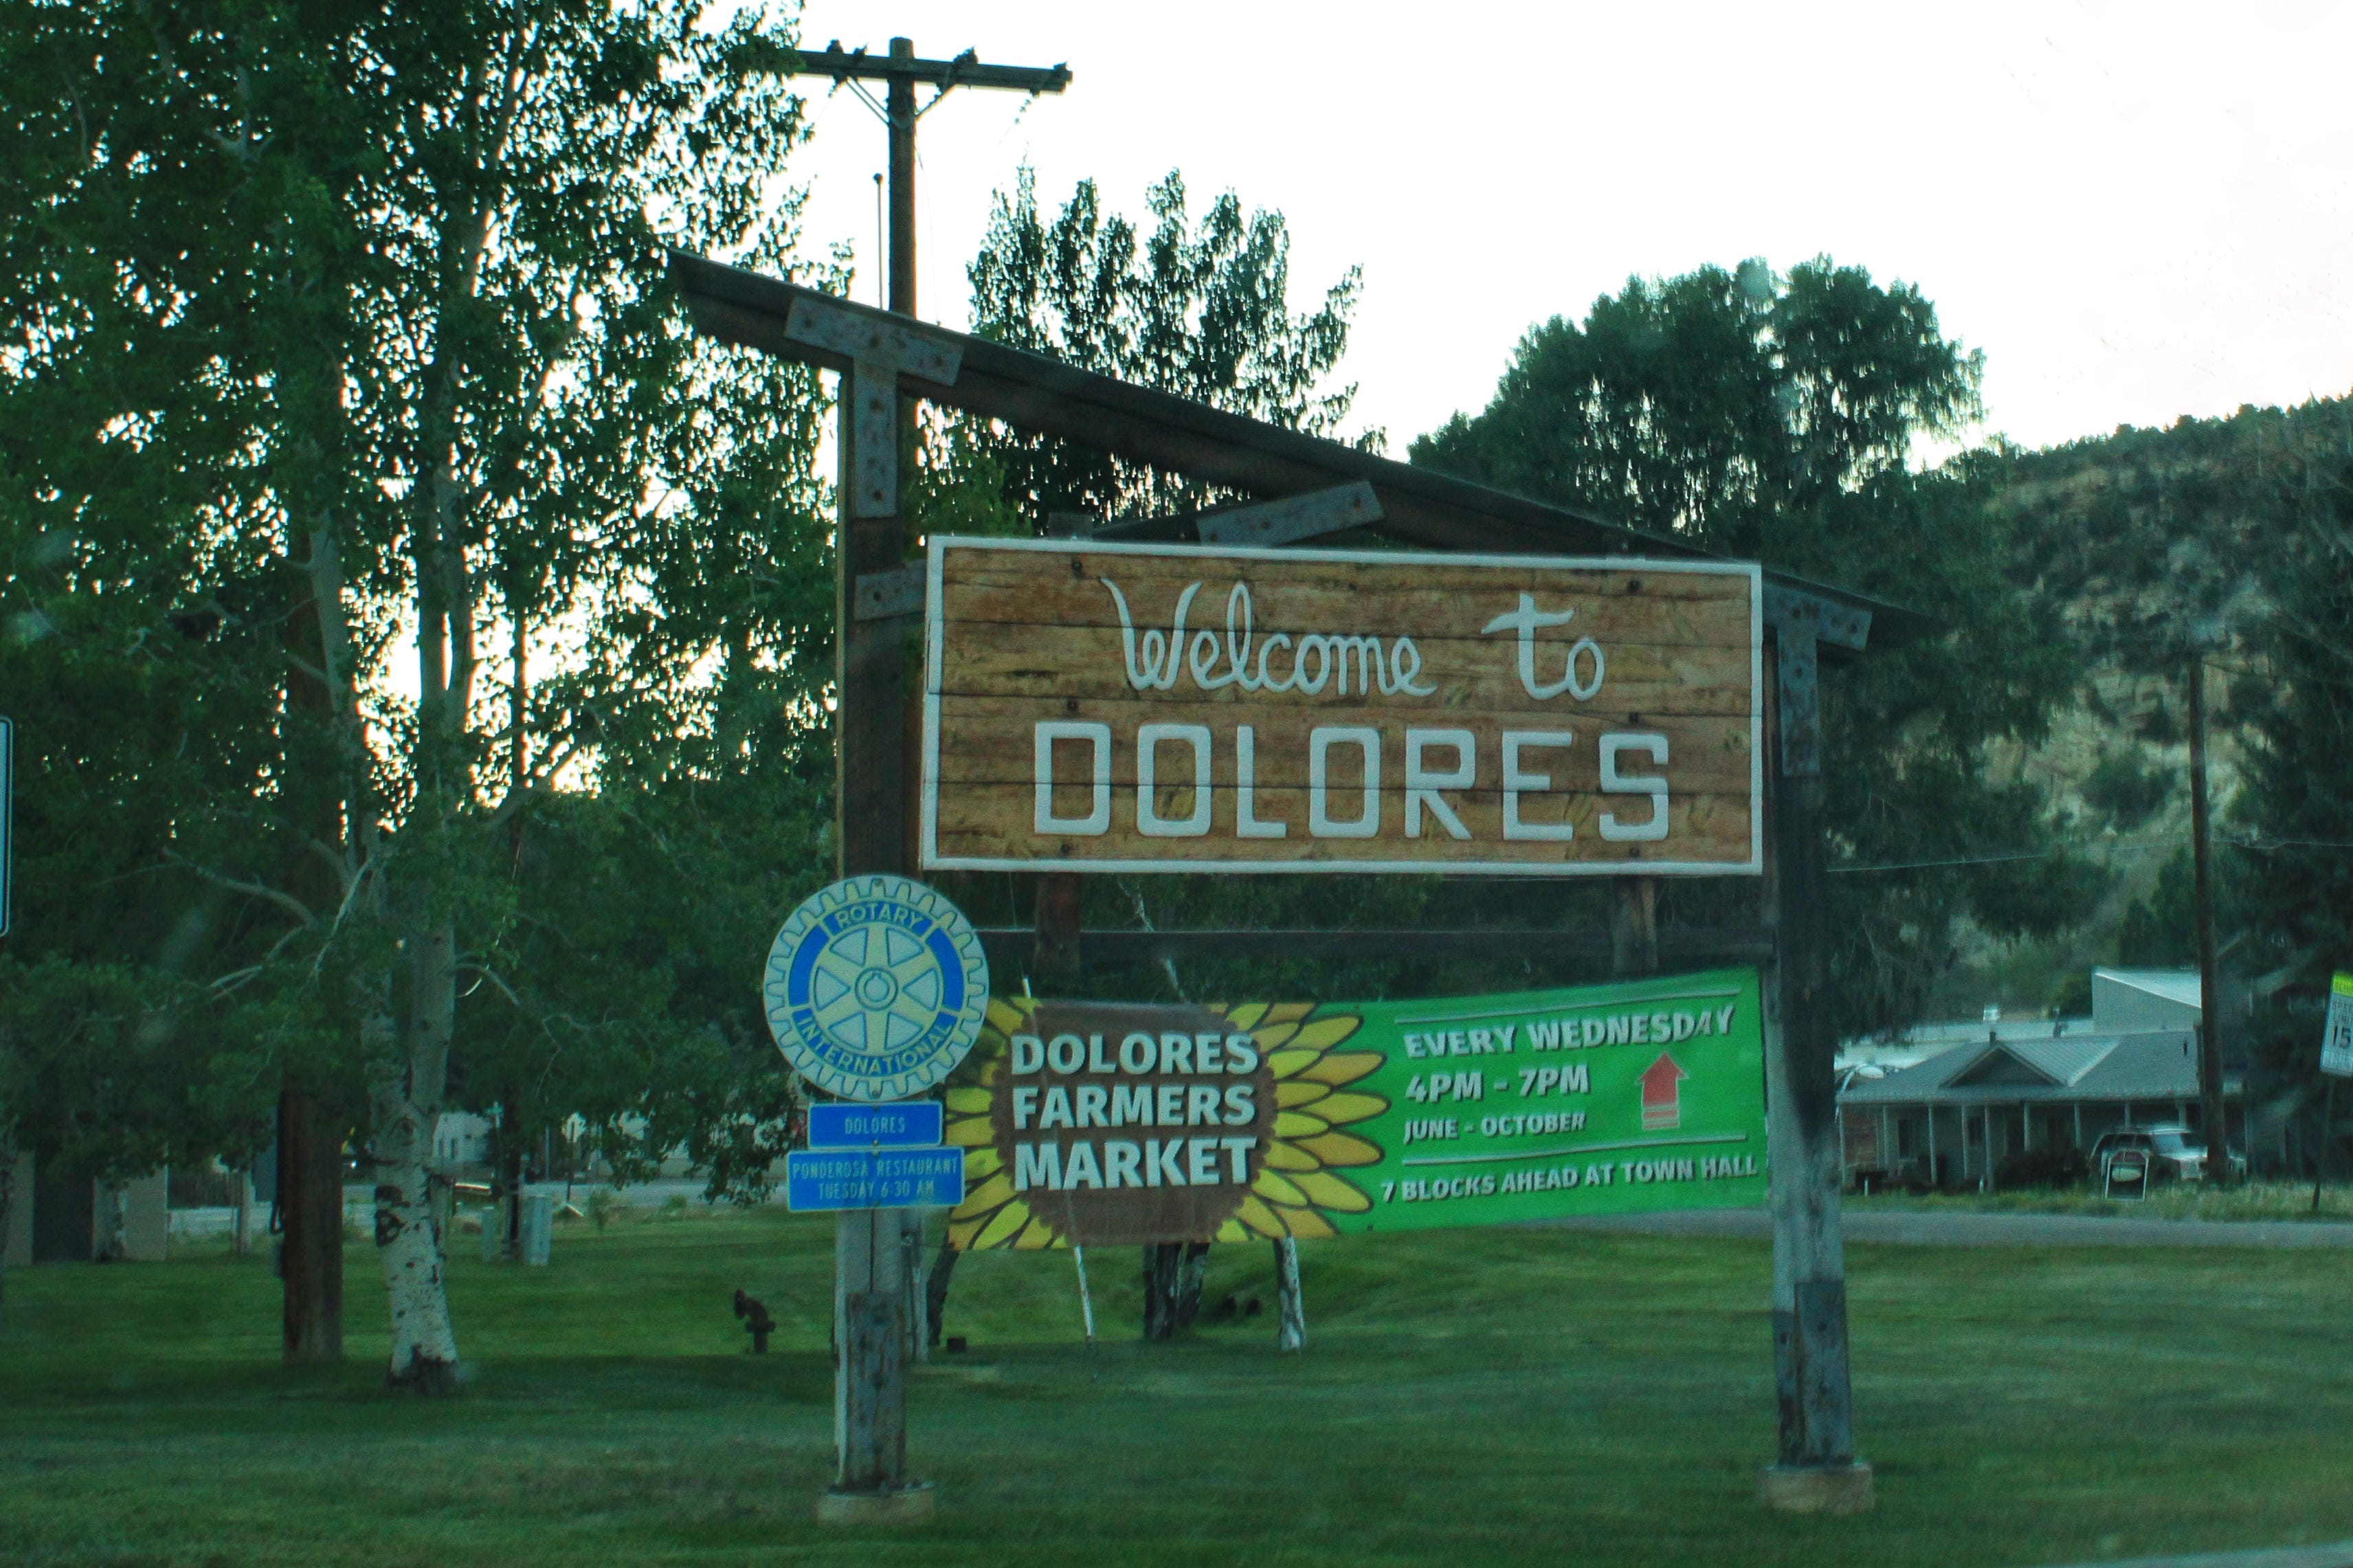 Welcome to
DOLORES
ROTARY
INTERNATIONAL
DOLORES
PONDEROSA RESTAURANT
TUESDAY 6:30 AM
DOLORES
FARMERS
MARKET
EVERY WEDNESDAY
4PM - 7PM
JUNE - OCTOBER
7 BLOCKS AHEAD AT TOWN HALL
15